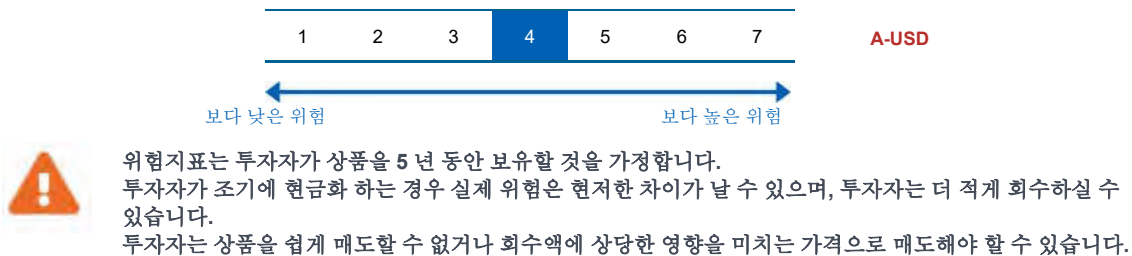 1 2 3 4 5 6 7 A-USD
보다 낮은 위험 보다 높은 위험
위험지표는 투자자가 상품을 5 년 동안 보유할 것을 가정합니다.
투자자가 조기에 현금화 하는 경우 실제 위험은 현저한 차이가 날 수 있으며, 투자자는 더 적게 회수하실 수
있습니다.
투자자는 상품을 쉽게 매도할 수 없거나 회수액에 상당한 영향을 미치는 가격으로 매도해야 할 수 있습니다.